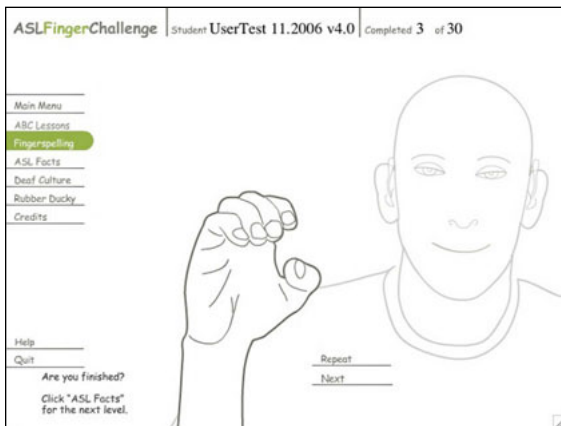 ASLFingerChallenge Student UserTest 11.2006 v4.0 Completed 3 of 30
Main Menu
ABC Lessons
Fingerspelling
ASL Facts
Deaf Culture
Rubber Ducky
Credits
Help
Quit
Are you finished?
Click "ASL Facts"
for the next level.
Repeat
Next